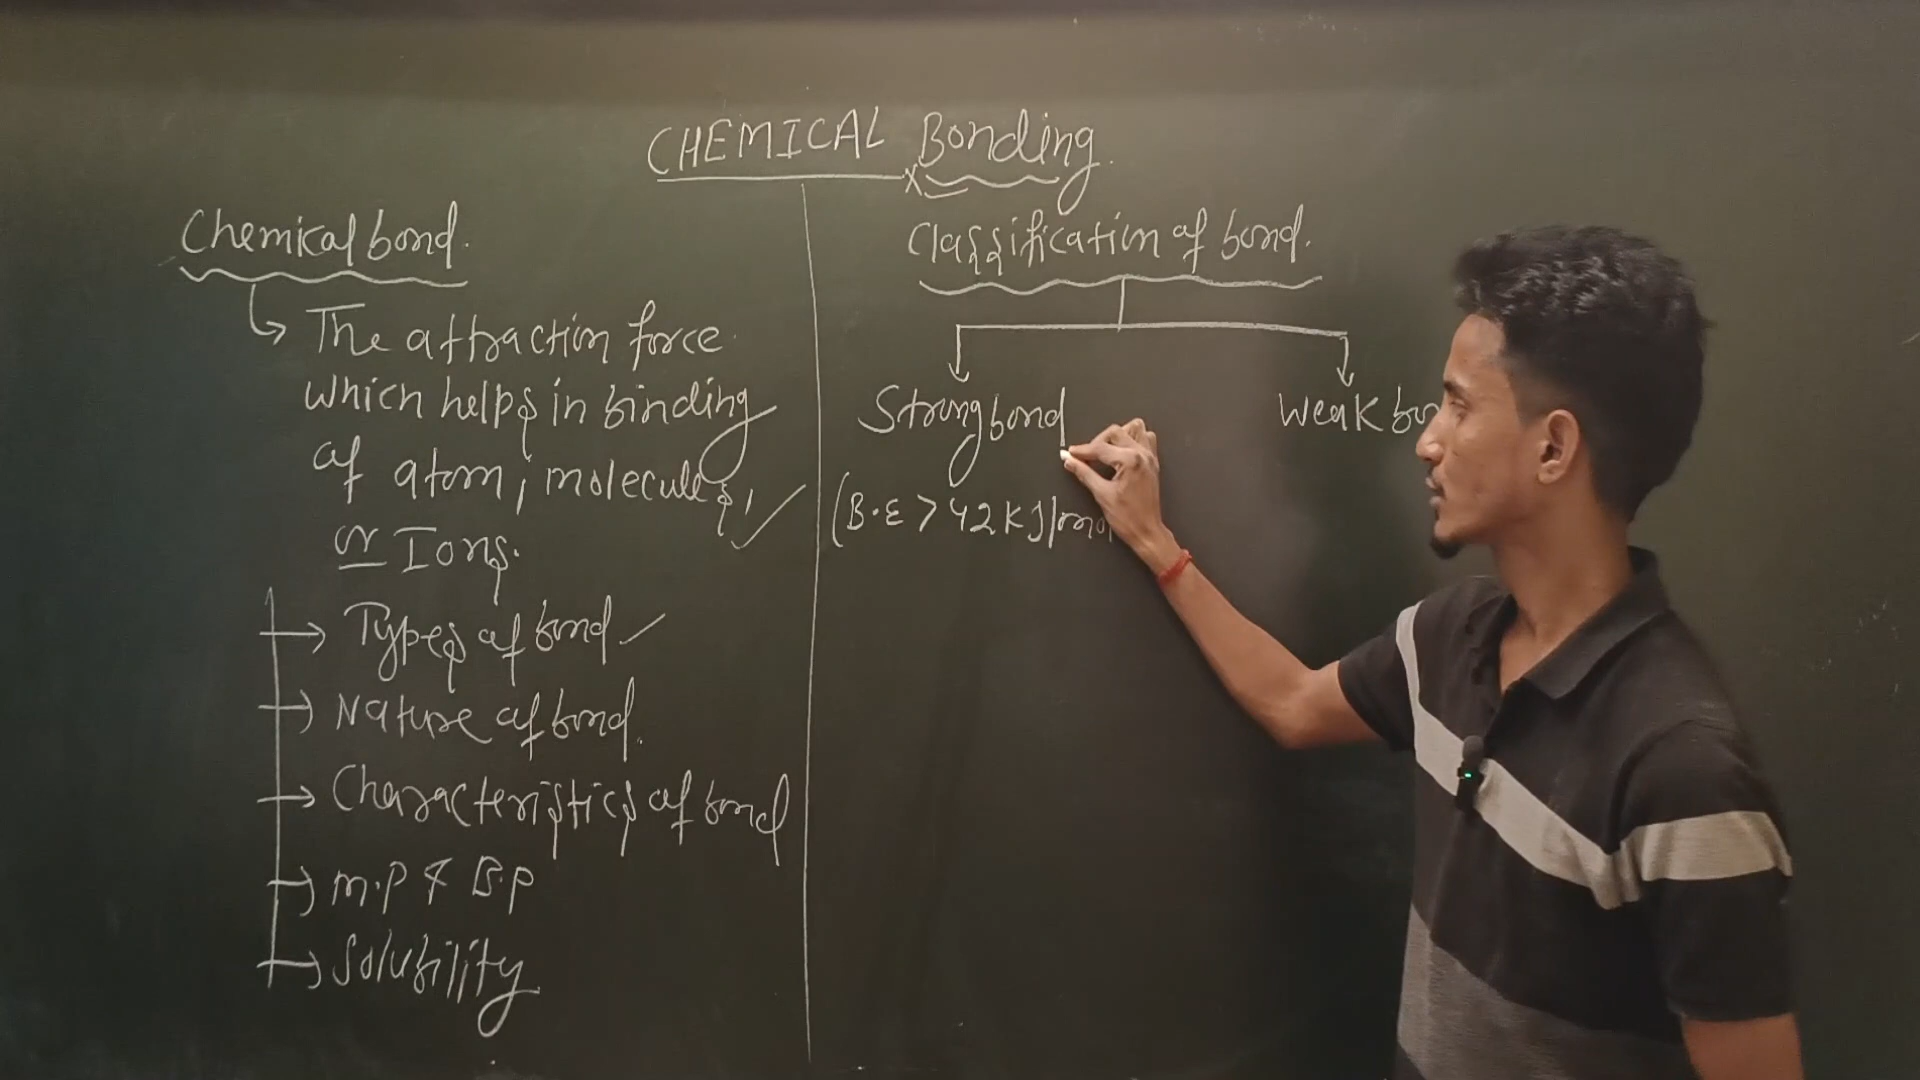 CHEMICAL Bonding.
Chemical bond.
The attraction force
which helps in binding
of atom, molecules,
or Ions.
Types of bond
Nature of bond.
Characteristics of bond
m.p & B.p
Solubility
Classification of bond.
Strong bond
Weak
(B.E > 42 KJ/mol